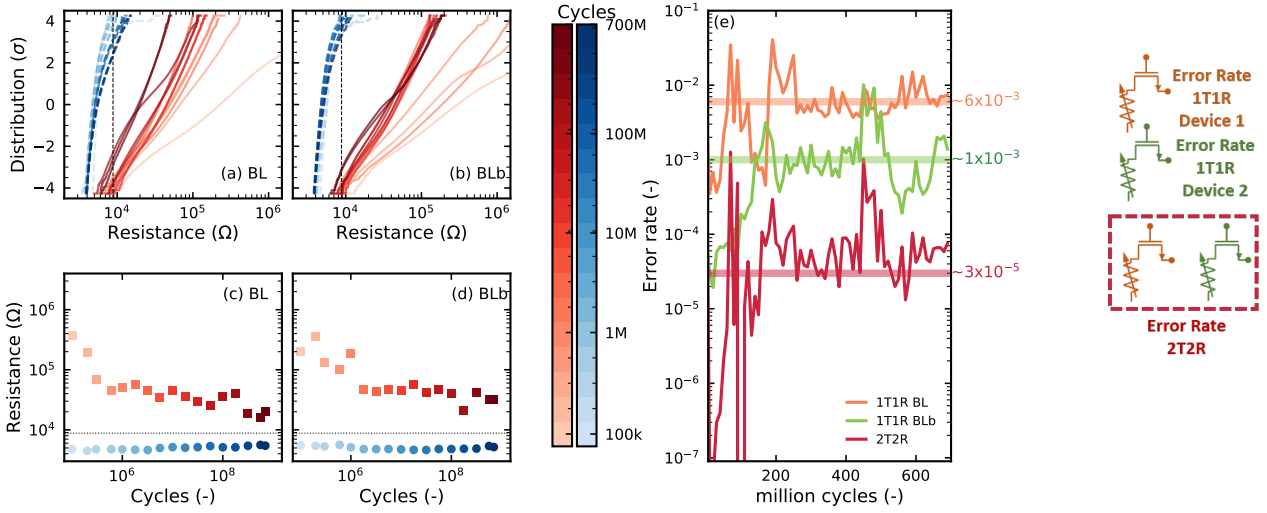 Distribution (σ)
4
2
0
−2
−4
(a) BL
10⁴
10⁵
10⁶
Resistance (Ω)
(b) BLb
10⁴
10⁵
10⁶
Resistance (Ω)
Resistance (Ω)
10⁶
10⁵
10⁴
(c) BL
10⁶
10⁸
Cycles (-)
(d) BLb
10⁶
10⁸
Cycles (-)
Cycles
700M
100M
10M
1M
100k
Error rate (-)
10⁻¹
10⁻²
10⁻³
10⁻⁴
10⁻⁵
10⁻⁶
10⁻⁷
(e)
~6x10⁻³
~1x10⁻³
~3x10⁻⁵
1T1R BL
1T1R BLb
2T2R
200
400
600
million cycles (-)
Error Rate
1T1R
Device 1
Error Rate
1T1R
Device 2
Error Rate
2T2R